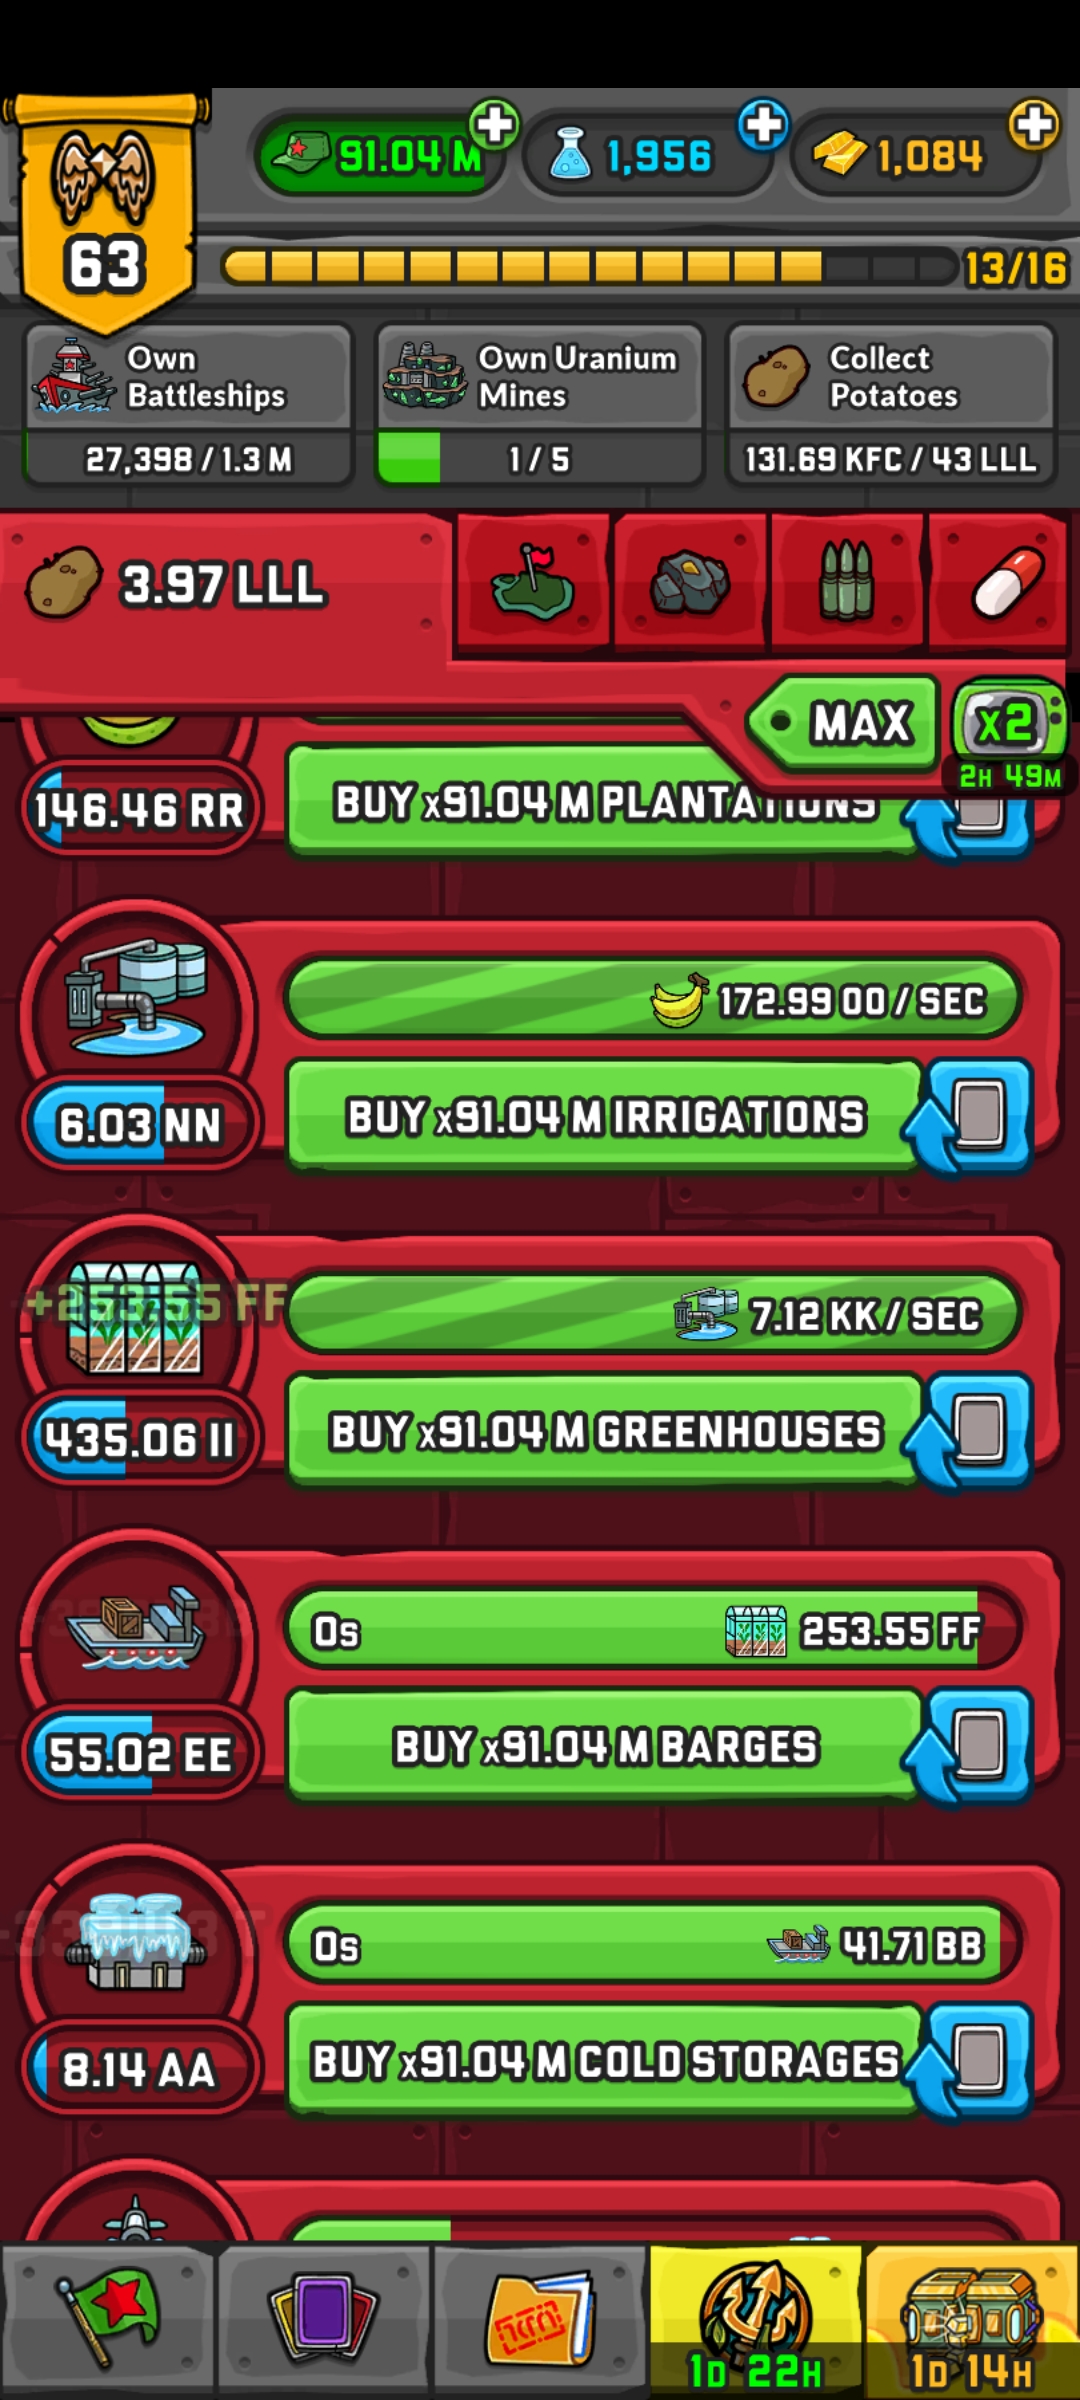 91.04 M
1,956
1,084
63
13/16
Own
Battleships
27,398 / 1.3 M
Own Uranium
Mines
1 / 5
Collect
Potatoes
131.69 KFC / 43 LLL
3.97 LLL
MAX
x2
2H 49M
146.46 RR
BUY x91.04 M PLANTATIONS
172.99 OO / SEC
6.03 NN
BUY x91.04 M IRRIGATIONS
+253.55 FF
7.12 KK / SEC
435.06 II
BUY x91.04 M GREENHOUSES
0s
253.55 FF
55.02 EE
BUY x91.04 M BARGES
0s
41.71 BB
8.14 AA
BUY x91.04 M COLD STORAGES
1D 22H
1D 14H